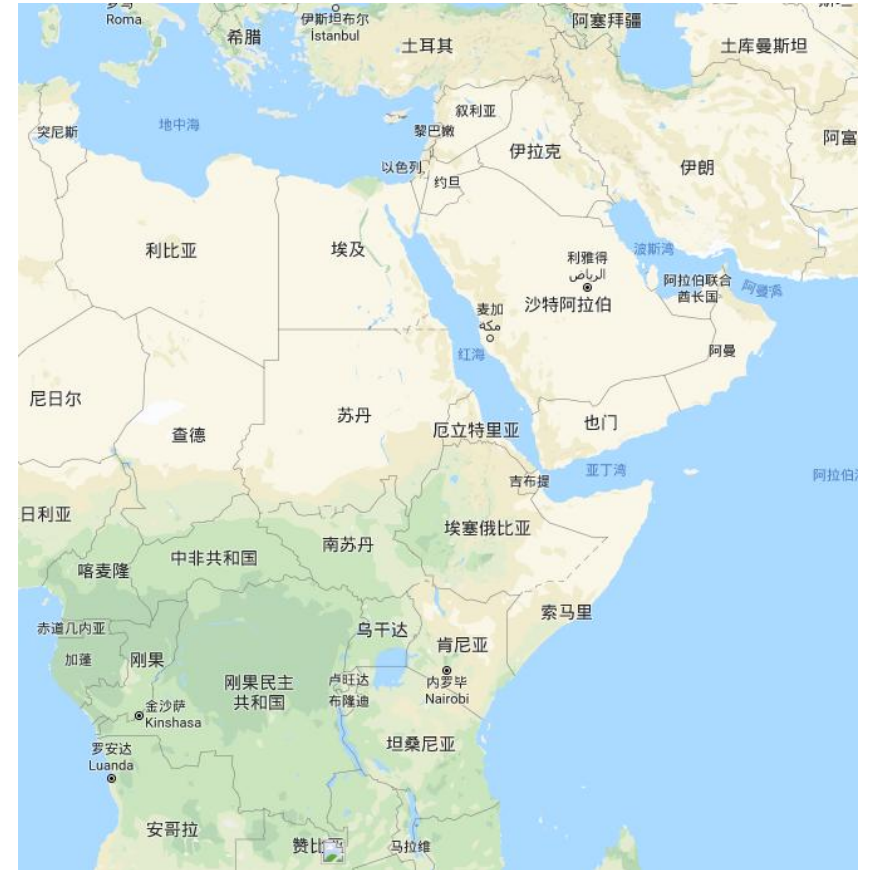 罗马
Roma
伊斯坦布尔
İstanbul
希腊
土耳其
阿塞拜疆
土库曼斯坦
突尼斯
地中海
叙利亚
黎巴嫩
伊拉克
伊朗
阿富
以色列
约旦
利比亚
埃及
利雅得
الرياض
波斯湾
阿拉伯联合
酋长国
阿曼湾
麦加
مكه
沙特阿拉伯
红海
阿曼
尼日尔
查德
苏丹
厄立特里亚
也门
吉布提
亚丁湾
阿拉伯
日利亚
埃塞俄比亚
南苏丹
中非共和国
喀麦隆
索马里
赤道几内亚
加蓬
刚果
乌干达
肯尼亚
刚果民主
共和国
卢旺达
布隆迪
内罗毕
Nairobi
金沙萨
Kinshasa
坦桑尼亚
罗安达
Luanda
安哥拉
赞比亚
马拉维